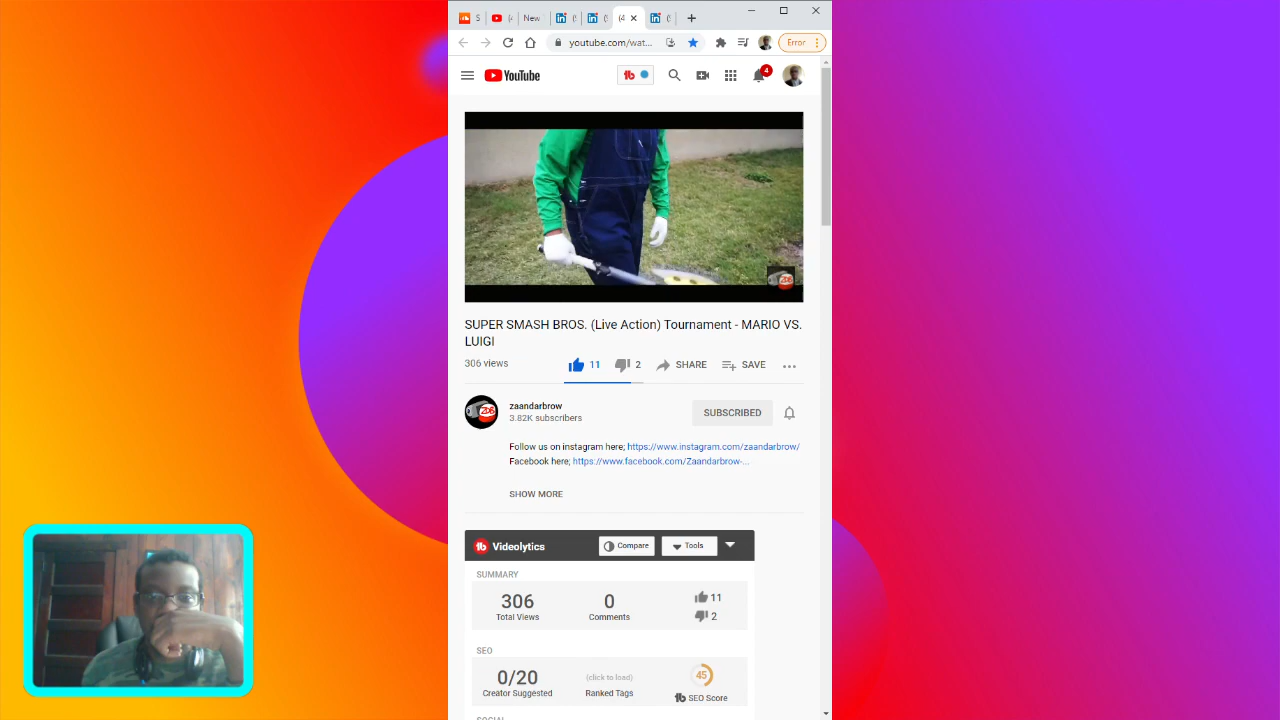 S
New
youtube.com/wat...
Error
YouTube
4
SUPER SMASH BROS. (Live Action) Tournament - MARIO VS.
LUIGI
306 views
11
2
SHARE
SAVE
zaandarbrow
3.82K subscribers
SUBSCRIBED
Follow us on instagram here; https://www.instagram.com/zaandarbrow/
Facebook here; https://www.facebook.com/Zaandarbrow-...
SHOW MORE
tb Videolytics
Compare
Tools
SUMMARY
306
0
11
Total Views
Comments
2
SEO
0/20
(click to load)
45
Creator Suggested
Ranked Tags
tb SEO Score